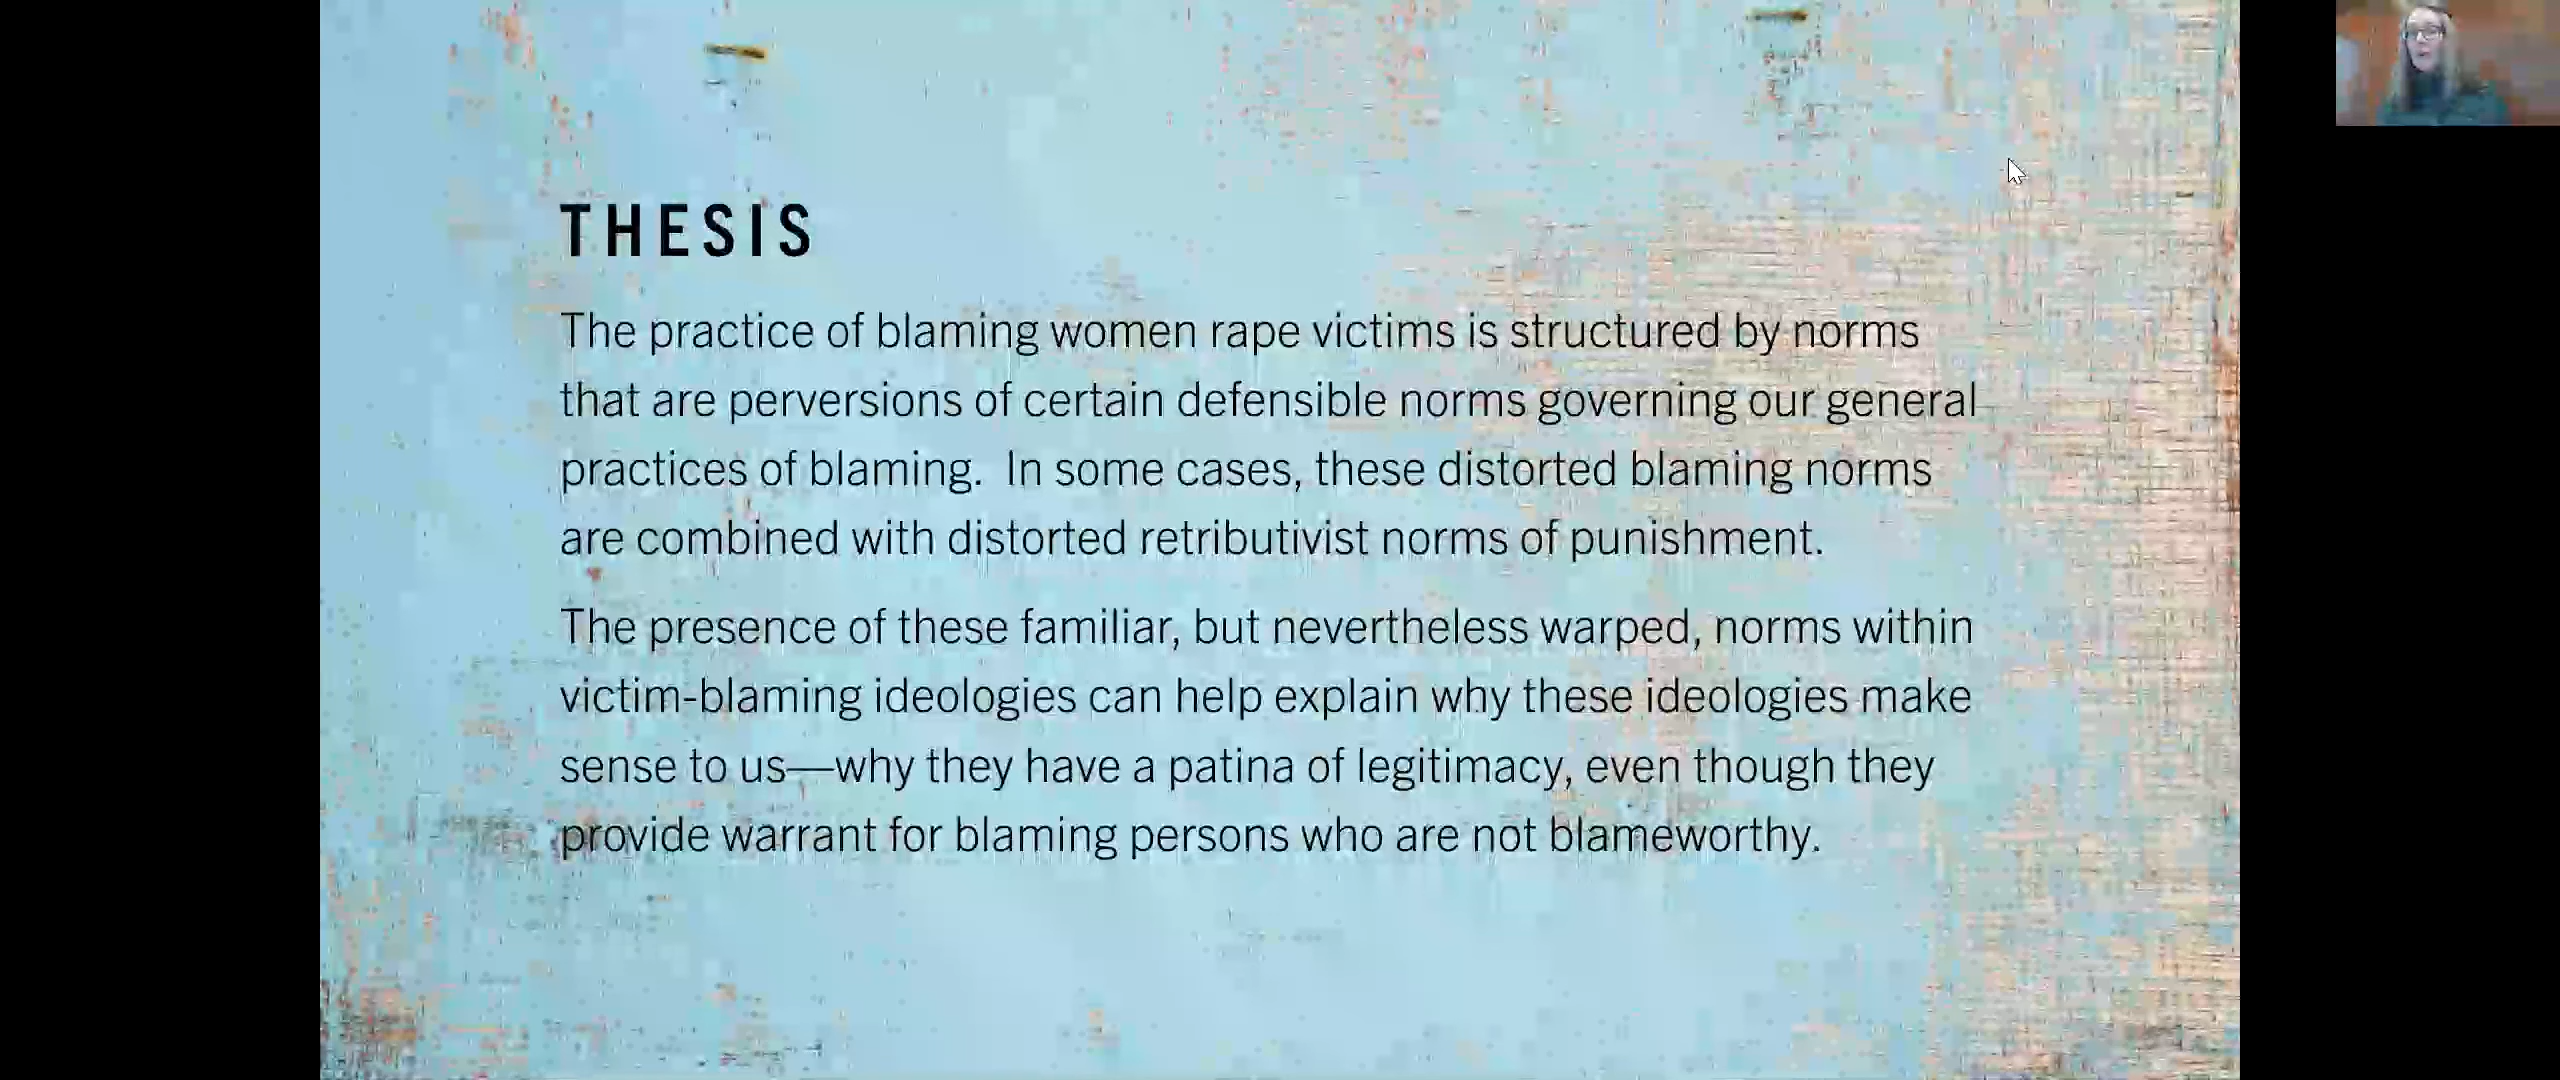 THESIS
The practice of blaming women rape victims is structured by norms
that are perversions of certain defensible norms governing our general
practices of blaming.  In some cases, these distorted blaming norms
are combined with distorted retributivist norms of punishment.
The presence of these familiar, but nevertheless warped, norms within
victim-blaming ideologies can help explain why these ideologies make
sense to us—why they have a patina of legitimacy, even though they
provide warrant for blaming persons who are not blameworthy.